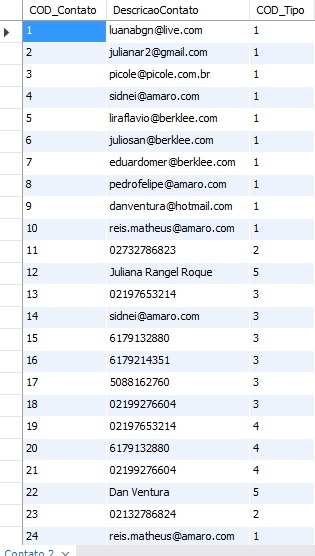 COD_Contato DescricaoContato COD_Tipo
1 luanabgn@live.com 1
2 julianar2@gmail.com 1
3 picole@picole.com.br 1
4 sidnei@amaro.com 1
5 liraflavio@berklee.com 1
6 juliosan@berklee.com 1
7 eduardomer@berklee.com 1
8 pedrofelipe@amaro.com 1
9 danventura@hotmail.com 1
10 reis.matheus@amaro.com 1
11 02732786823 2
12 Juliana Rangel Roque 5
13 02197653214 3
14 sidnei@amaro.com 3
15 6179132880 3
16 6179214351 3
17 5088162760 3
18 02199276604 3
19 02197653214 4
20 6179132880 4
21 02199276604 4
22 Dan Ventura 5
23 02132786824 2
24 reis.matheus@amaro.com 1
Contato 2